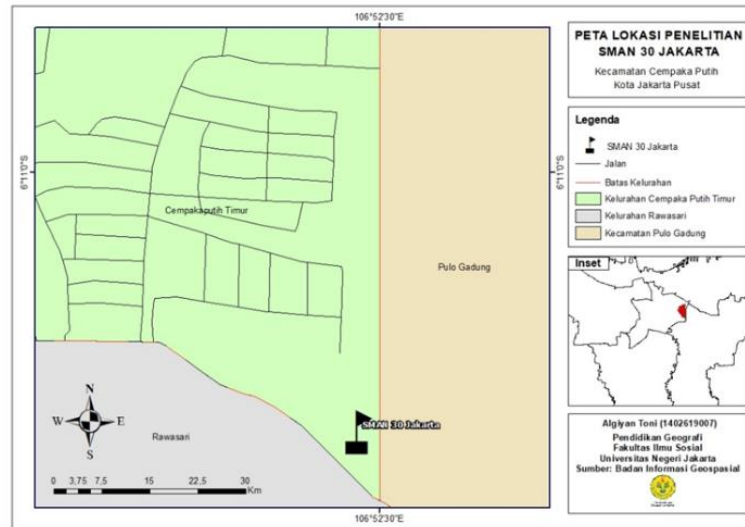 106°52'30"E
PETA LOKASI PENELITIAN
SMAN 30 JAKARTA
Kecamatan Cempaka Putih
Kota Jakarta Pusat
Legenda
SMAN 30 Jakarta
Jalan
Batas Kelurahan
Kelurahan Cempaka Putih Timur
Kelurahan Rawasari
Kecamatan Pulo Gadung
6°11'0"S
6°11'0"S
Cempakaputih Timur
Pulo Gadung
Inset
N
W
E
S
Rawasari
SMAN 30 Jakarta
0 3,75 7,5 15 22,5 30
Km
106°52'30"E
Algiyan Toni (1402619007)
Pendidikan Geografi
Fakultas Ilmu Sosial
Universitas Negeri Jakarta
Sumber: Badan Informasi Geospasial